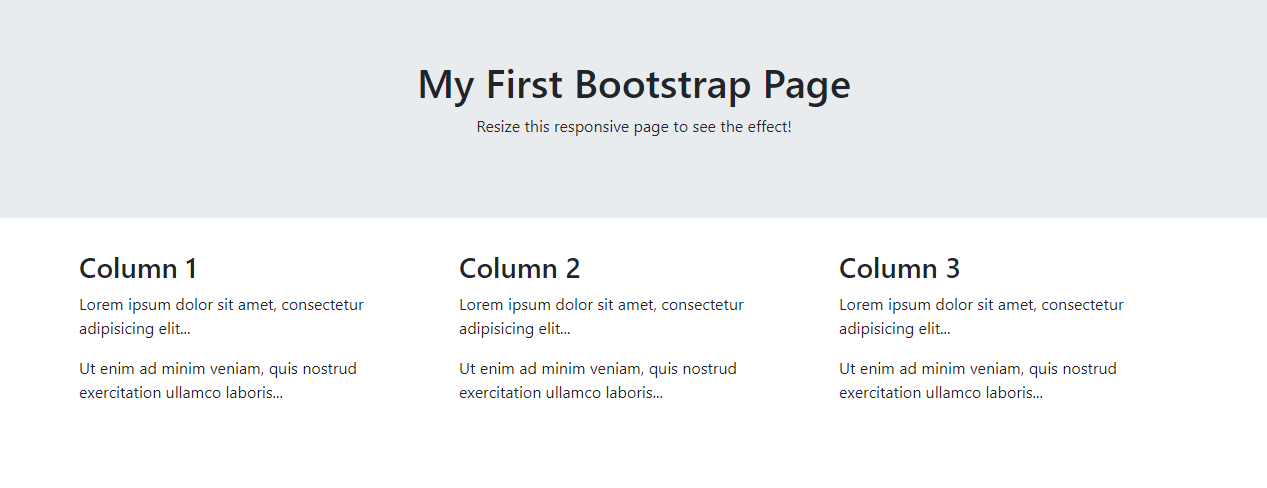 My First Bootstrap Page
Resize this responsive page to see the effect!
Column 1
Lorem ipsum dolor sit amet, consectetur
adipisicing elit...
Ut enim ad minim veniam, quis nostrud
exercitation ullamco laboris...
Column 2
Lorem ipsum dolor sit amet, consectetur
adipisicing elit...
Ut enim ad minim veniam, quis nostrud
exercitation ullamco laboris...
Column 3
Lorem ipsum dolor sit amet, consectetur
adipisicing elit...
Ut enim ad minim veniam, quis nostrud
exercitation ullamco laboris...